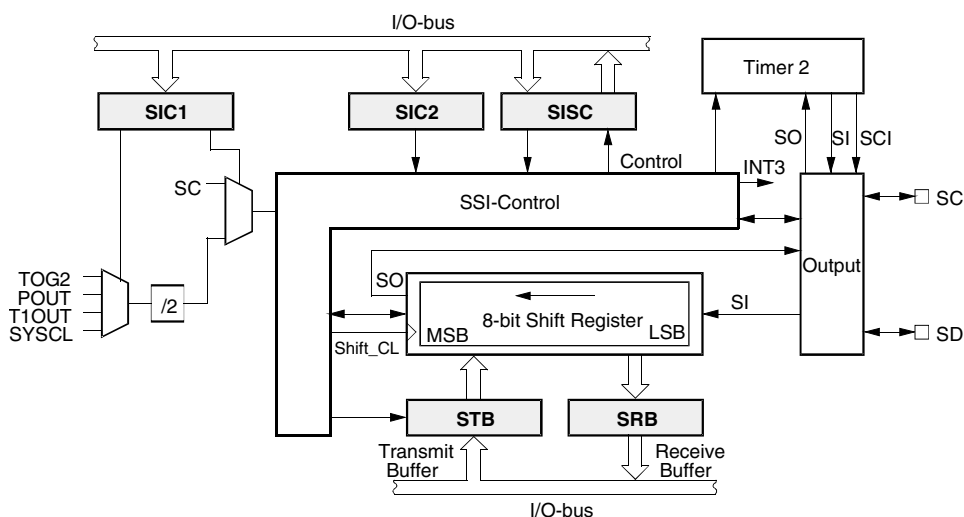 I/O-bus
Timer 2
SIC1
SIC2
SISC
SO
SI
SCI
Control
INT3
SC
SSI-Control
SC
TOG2
POUT
T1OUT
SYSCL
/2
SO
Output
8-bit Shift Register
MSB
LSB
SI
Shift_CL
SD
STB
SRB
Transmit
Buffer
Receive
Buffer
I/O-bus